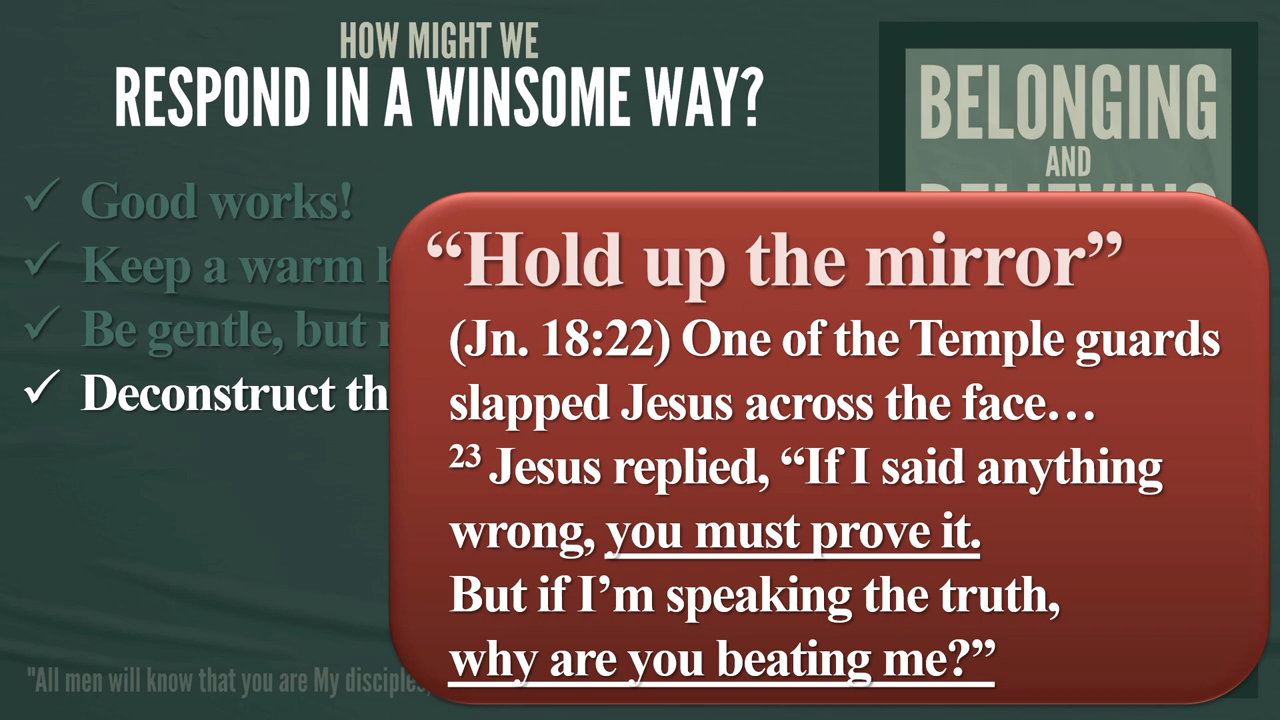 HOW MIGHT WE
RESPOND IN A WINSOME WAY?
BELONGING
AND
✓ Good works!
✓ Keep a warm
✓ Be gentle, but
✓ Deconstruct
“Hold up the mirror”
(Jn. 18:22) One of the Temple guards
slapped Jesus across the face…
23 Jesus replied, “If I said anything
wrong, you must prove it.
But if I’m speaking the truth,
why are you beating me?”
"All men will know that you are My disciples,